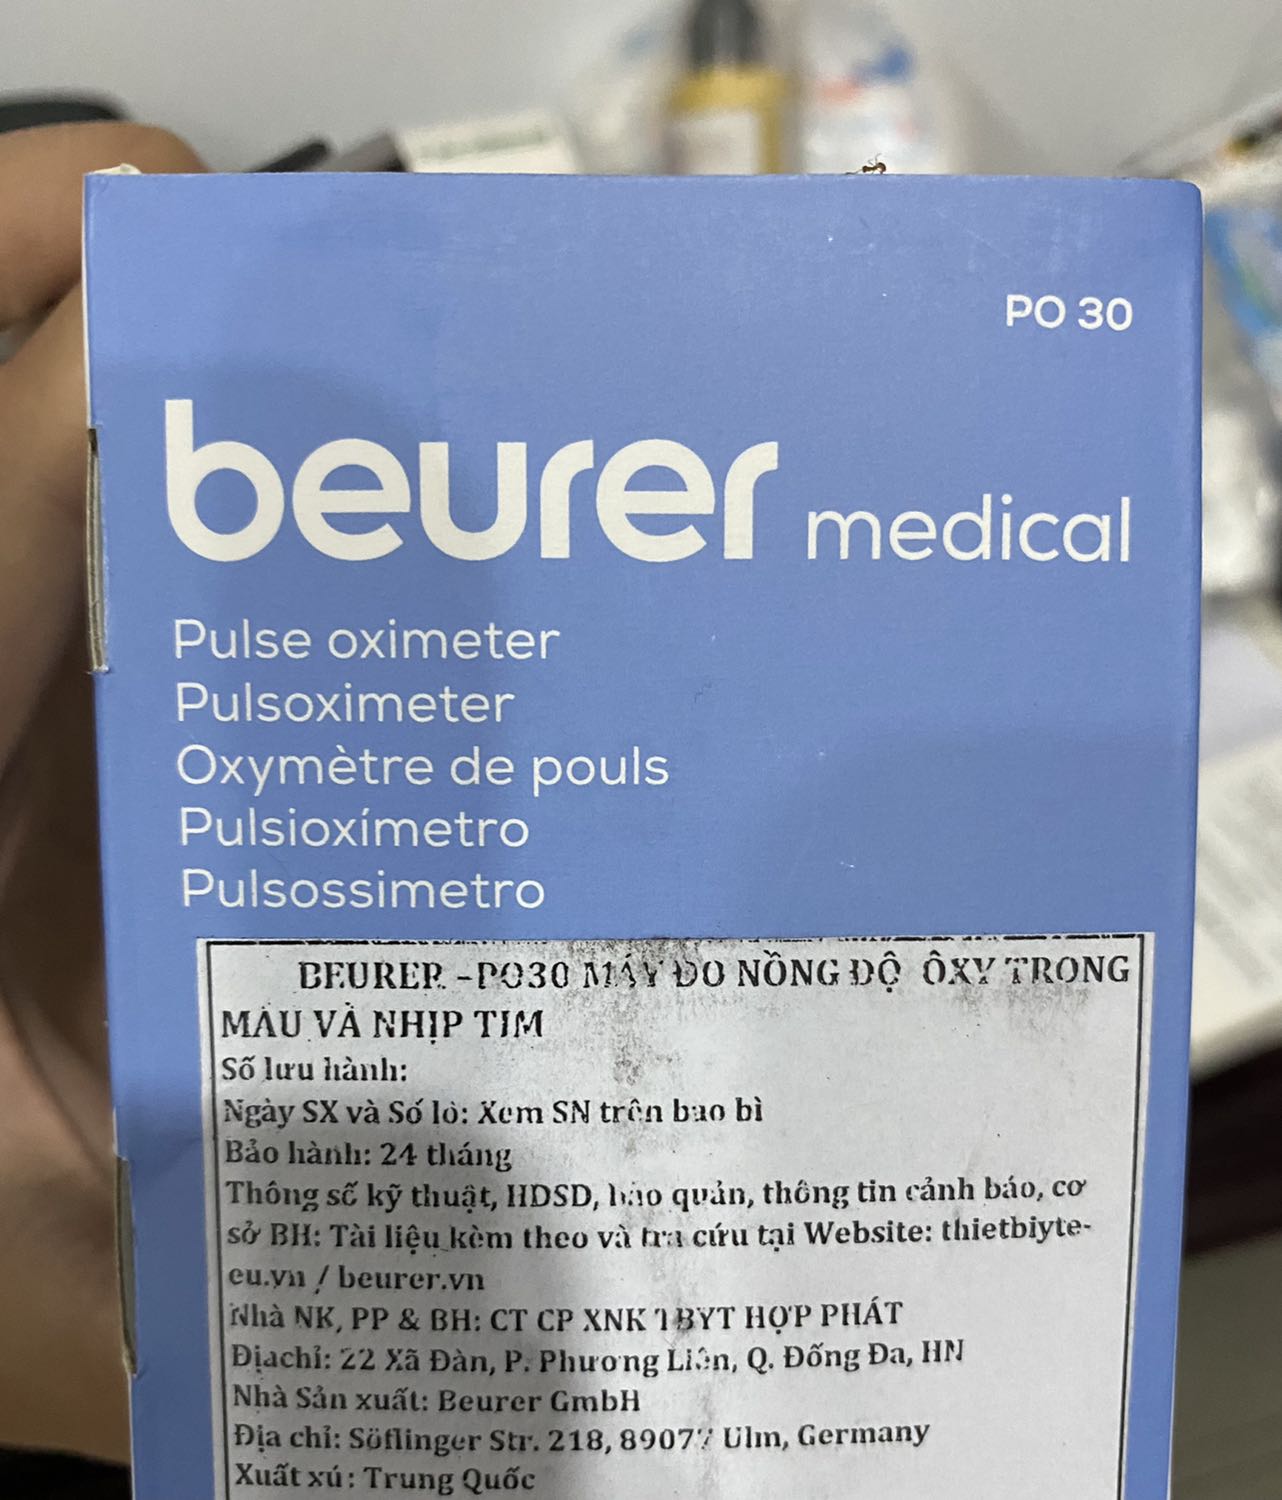 PO 30
beurer medical
Pulse oximeter
Pulsoximeter
Oxymètre de pouls
Pulsioxímetro
Pulsossimetro
BEURER -PO30 MÁY ĐO NỒNG ĐỘ ÔXY TRONG
MÁU VÀ NHỊP TIM
Số lưu hành:
Ngày SX và Số lô: Xem SN trên bao bì
Bảo hành: 24 tháng
Thông số kỹ thuật, HDSD, bảo quản, thông tin cảnh báo, cơ
sở BH: Tài liệu kèm theo và tra cứu tại Website: thietbiyte-
eu.vn / beurer.vn
Nhà NK, PP & BH: CT CP XNK TBYT HỢP PHÁT
Địachỉ: 22 Xã Đàn, P. Phương Liên, Q. Đống Đa, HN
Nhà Sản xuất: Beurer GmbH
Địa chỉ: Söflinger Str. 218, 89077 Ulm, Germany
Xuất xứ: Trung Quốc